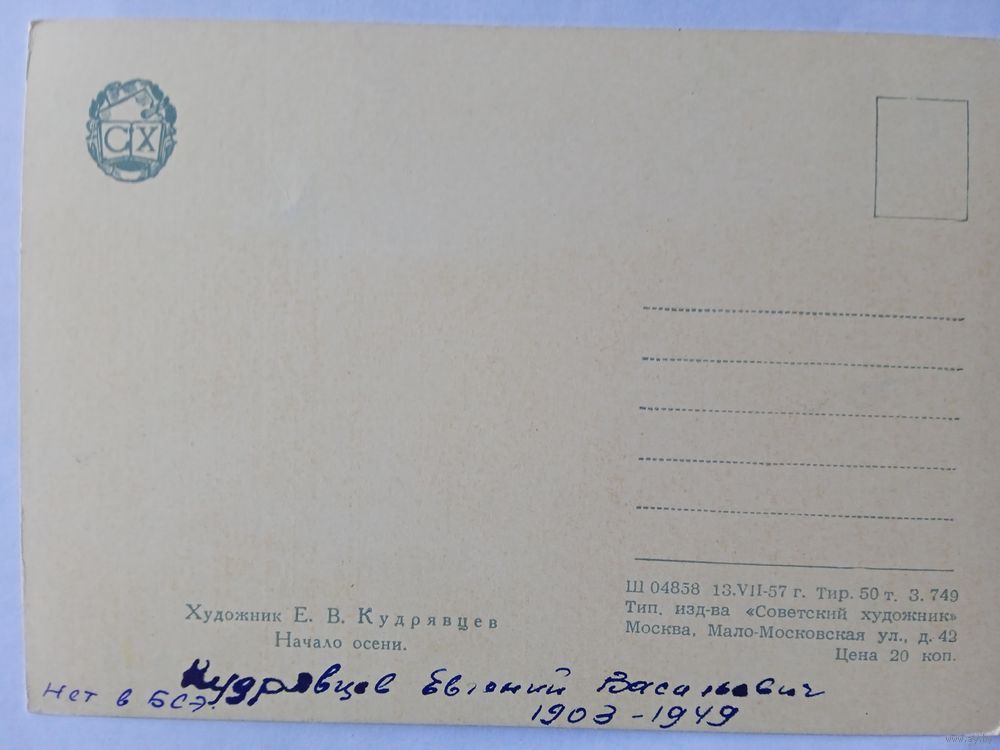 СХ
Художник Е. В. Кудрявцев
Начало осени.
Ш 04858 13.VII-57 г. Тир. 50 т. З. 749
Тип. изд-ва «Советский художник»
Москва, Мало-Московская ул., д. 42
Цена 20 коп.
Кудрявцев Евгений Васильевич
Нет в БСЭ.
1903-1949